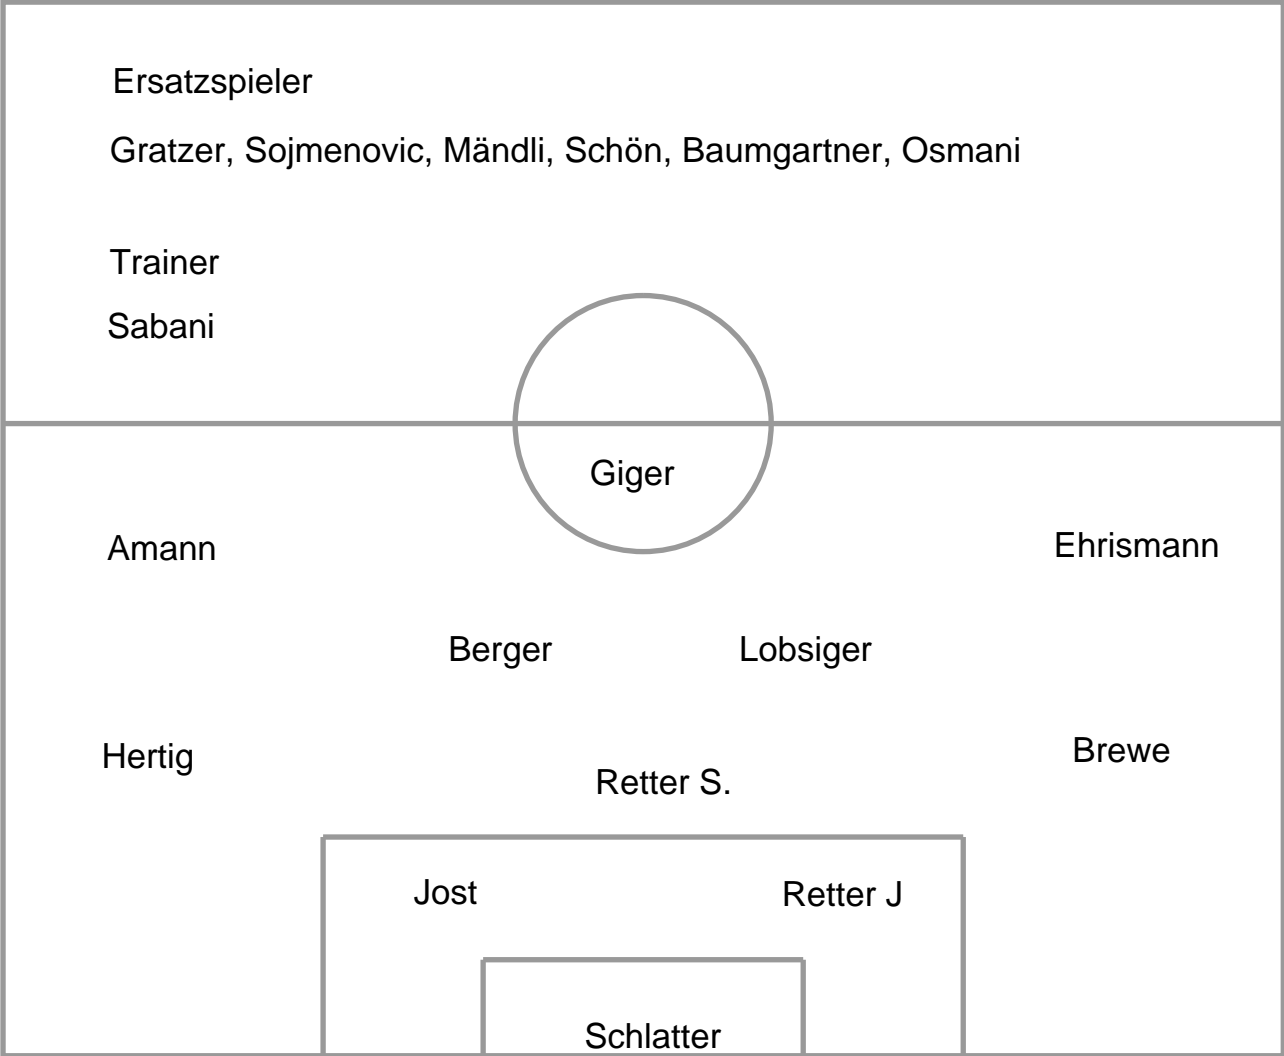 Ersatzspieler
Gratzer, Sojmenovic, Mändli, Schön, Baumgartner, Osmani
Trainer
Sabani
Giger
Amann
Ehrismann
Berger
Lobsiger
Hertig
Brewe
Retter S.
Jost
Retter J
Schlatter